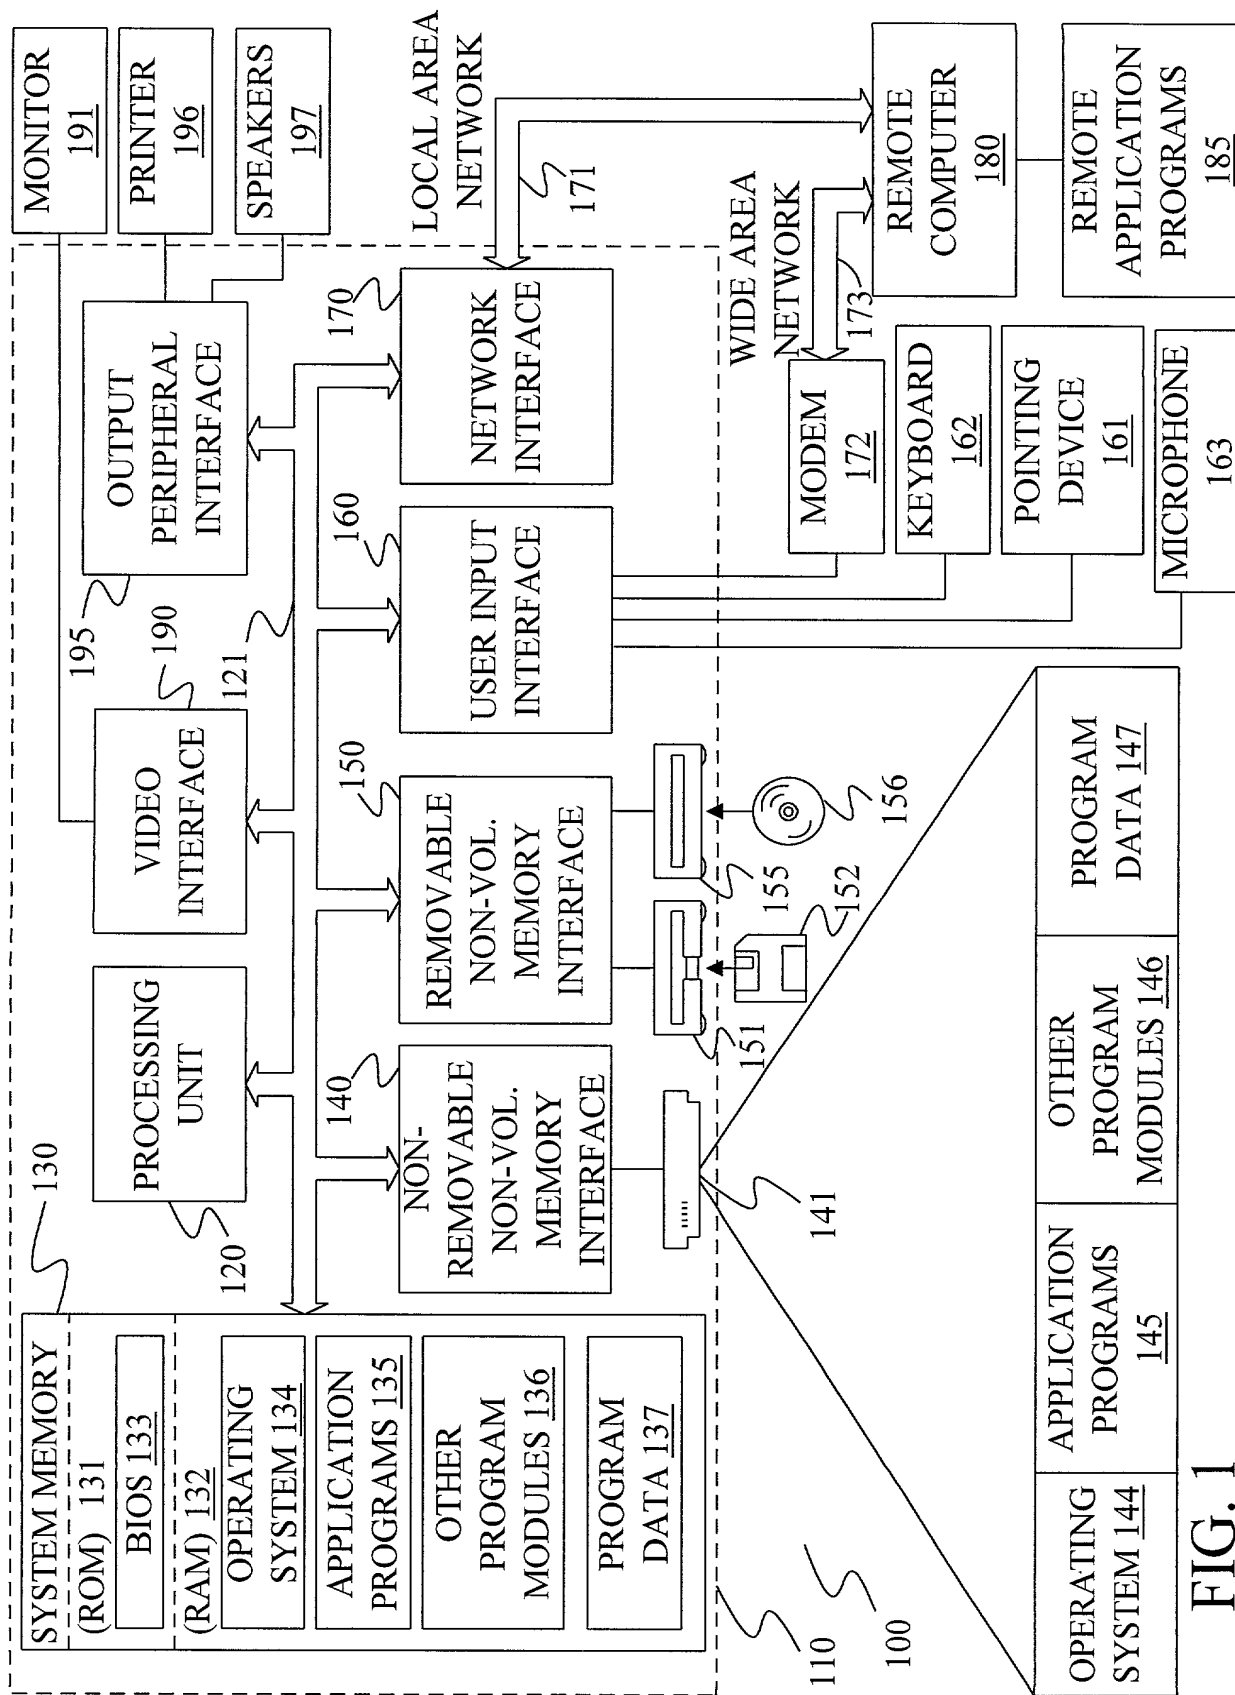 SYSTEM MEMORY
(ROM) 131
BIOS 133
(RAM) 132
OPERATING
SYSTEM 134
APPLICATION
PROGRAMS 135
OTHER
PROGRAM
MODULES 136
PROGRAM
DATA 137
130
PROCESSING
UNIT
120
VIDEO
INTERFACE
190
OUTPUT
PERIPHERAL
INTERFACE
195
121
MONITOR
191
PRINTER
196
SPEAKERS
197
NON-
REMOVABLE
NON-VOL.
MEMORY
INTERFACE
140
REMOVABLE
NON-VOL.
MEMORY
INTERFACE
150
USER INPUT
INTERFACE
160
NETWORK
INTERFACE
170
LOCAL AREA
NETWORK
171
141
151
152
155
156
WIDE AREA
NETWORK
173
MODEM
172
KEYBOARD
162
POINTING
DEVICE
161
MICROPHONE
163
REMOTE
COMPUTER
180
REMOTE
APPLICATION
PROGRAMS
185
110
100
OPERATING
SYSTEM 144
APPLICATION
PROGRAMS
145
OTHER
PROGRAM
MODULES 146
PROGRAM
DATA 147
FIG. 1